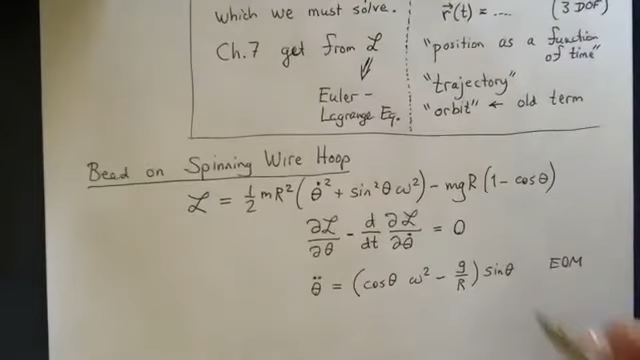 which we must solve.
Ch.7 get from ℒ
⇓
Euler-
Lagrange Eq.
r⃗(t) = .... (3 DOF)
"position as a function
of time"
"trajectory"
"orbit" ← old term
Bead on Spinning Wire Hoop
ℒ = ½ mR² (θ̇² + sin²θ ω²) - mgR (1 - cosθ)
∂ℒ/∂θ - d/dt ∂ℒ/∂θ̇ = 0
θ̈ = (cosθ ω² - g/R) sinθ EOM